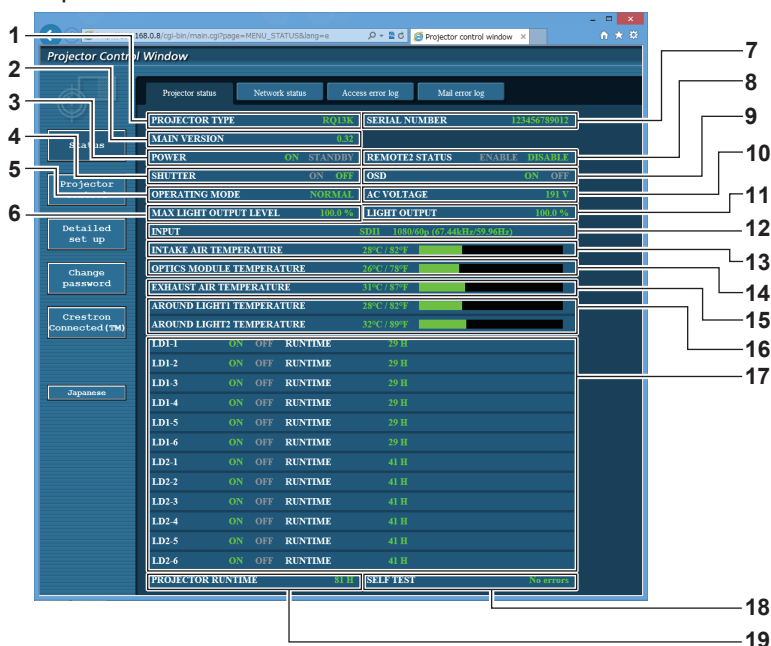 168.0.8/cgi-bin/main.cgi?page=MENU_STATUS&lang=e
Projector control window
Projector Control Window
Projector status
Network status
Access error log
Mail error log
Status
Projector
Detailed
set up
Change
password
Crestron
Connected(TM)
Japanese
PROJECTOR TYPE RQ13K SERIAL NUMBER 123456789012
MAIN VERSION 0.32
POWER ON STANDBY REMOTE2 STATUS ENABLE DISABLE
SHUTTER ON OFF OSD ON OFF
OPERATING MODE NORMAL AC VOLTAGE 191 V
MAX LIGHT OUTPUT LEVEL 100.0 % LIGHT OUTPUT 100.0 %
INPUT SDI1 1080/60p (67.44kHz/59.96Hz)
INTAKE AIR TEMPERATURE 28°C / 82°F
OPTICS MODULE TEMPERATURE 26°C / 78°F
EXHAUST AIR TEMPERATURE 31°C / 87°F
AROUND LIGHT1 TEMPERATURE 28°C / 82°F
AROUND LIGHT2 TEMPERATURE 32°C / 89°F
LD1-1 ON OFF RUNTIME 29 H
LD1-2 ON OFF RUNTIME 29 H
LD1-3 ON OFF RUNTIME 29 H
LD1-4 ON OFF RUNTIME 29 H
LD1-5 ON OFF RUNTIME 29 H
LD1-6 ON OFF RUNTIME 29 H
LD2-1 ON OFF RUNTIME 41 H
LD2-2 ON OFF RUNTIME 41 H
LD2-3 ON OFF RUNTIME 41 H
LD2-4 ON OFF RUNTIME 41 H
LD2-5 ON OFF RUNTIME 41 H
LD2-6 ON OFF RUNTIME 41 H
PROJECTOR RUNTIME 81 H SELF TEST No errors
1
2
3
4
5
6
7
8
9
10
11
12
13
14
15
16
17
18
19